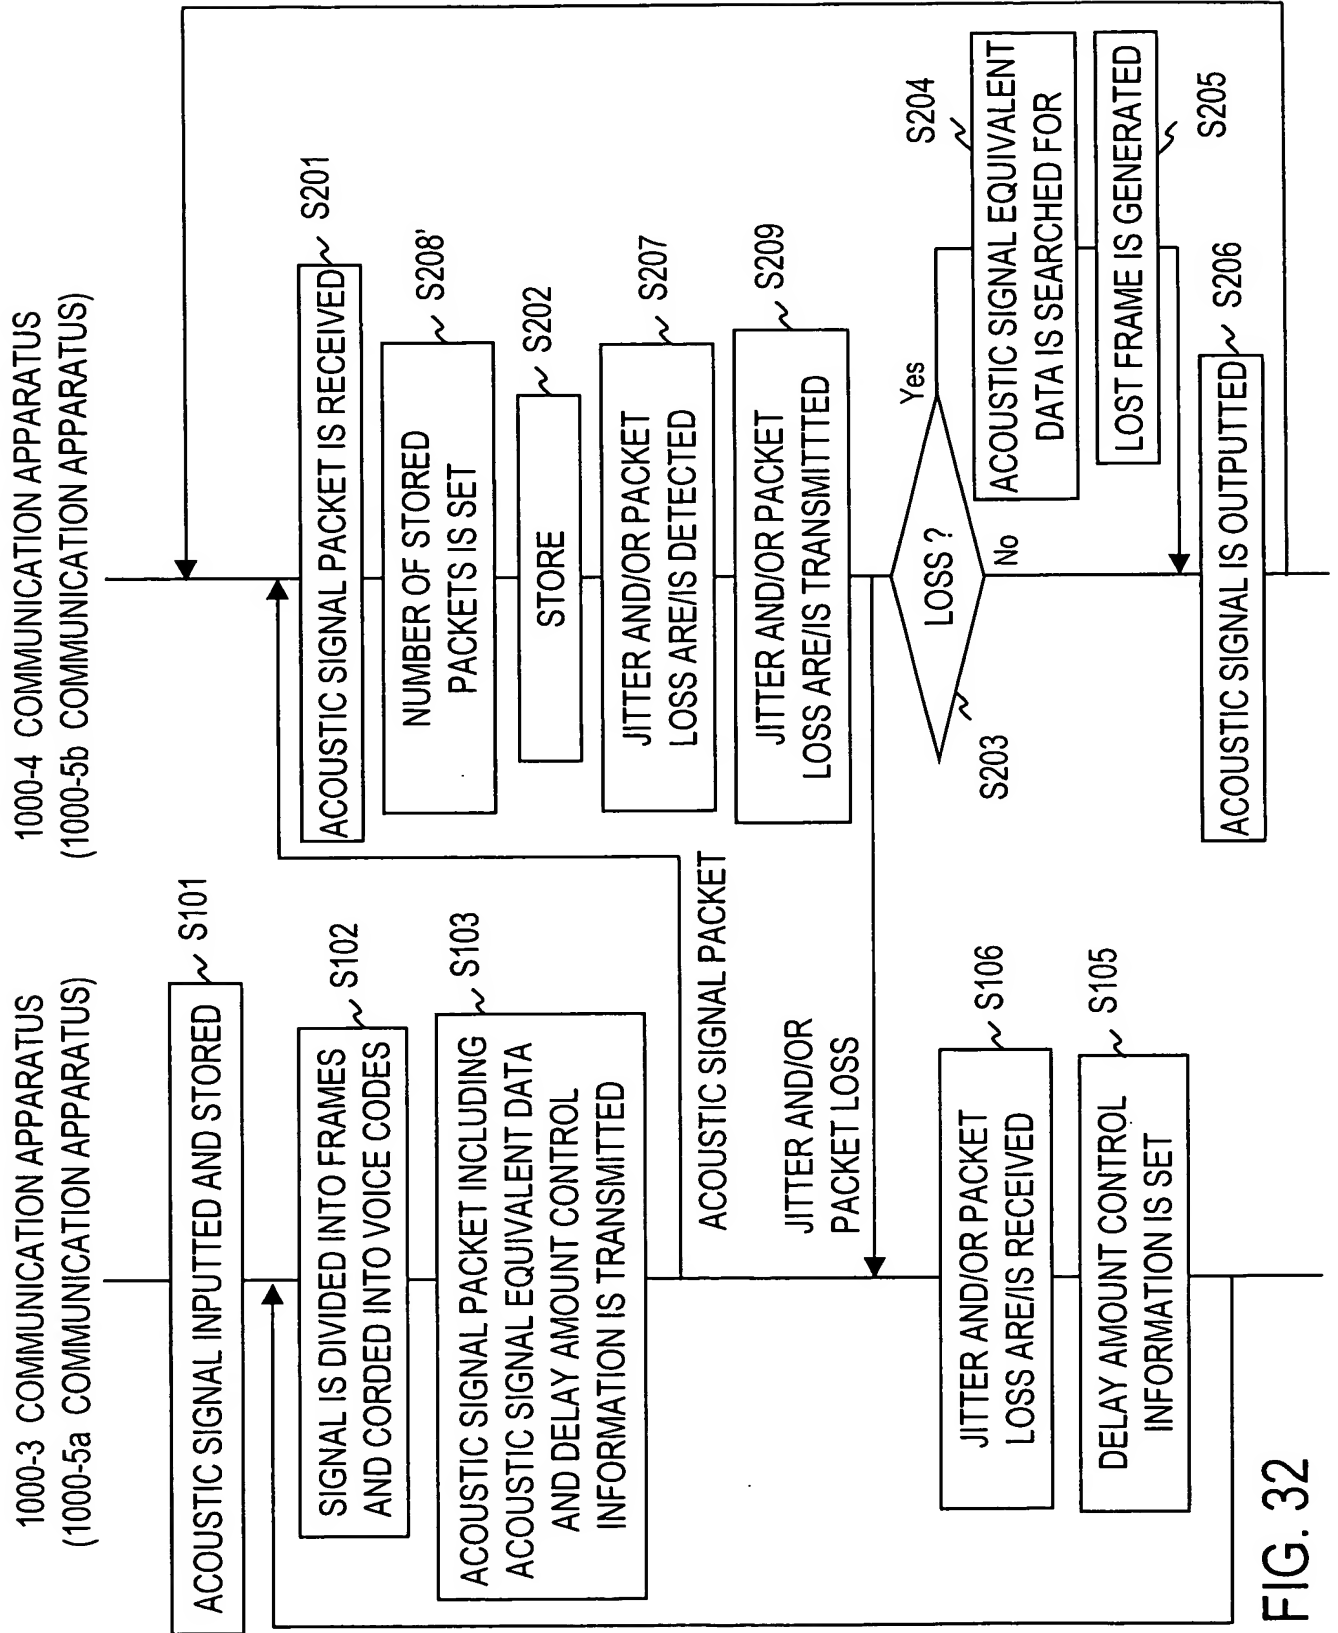 1000-3 COMMUNICATION APPARATUS
(1000-5a COMMUNICATION APPARATUS)
ACOUSTIC SIGNAL INPUTTED AND STORED
S101
SIGNAL IS DIVIDED INTO FRAMES
AND CORDED INTO VOICE CODES
S102
ACOUSTIC SIGNAL PACKET INCLUDING
ACOUSTIC SIGNAL EQUIVALENT DATA
AND DELAY AMOUNT CONTROL
INFORMATION IS TRANSMITTED
S103
ACOUSTIC SIGNAL PACKET
JITTER AND/OR
PACKET LOSS
JITTER AND/OR PACKET
LOSS ARE/IS RECEIVED
S106
DELAY AMOUNT CONTROL
INFORMATION IS SET
S105
1000-4 COMMUNICATION APPARATUS
(1000-5b COMMUNICATION APPARATUS)
ACOUSTIC SIGNAL PACKET IS RECEIVED
S201
NUMBER OF STORED
PACKETS IS SET
S208'
STORE
S202
JITTER AND/OR PACKET
LOSS ARE/IS DETECTED
S207
JITTER AND/OR PACKET
LOSS ARE/IS TRANSMITTTED
S209
LOSS ?
S203
Yes
No
ACOUSTIC SIGNAL EQUIVALENT
DATA IS SEARCHED FOR
S204
LOST FRAME IS GENERATED
S205
ACOUSTIC SIGNAL IS OUTPUTTED
S206
FIG. 32